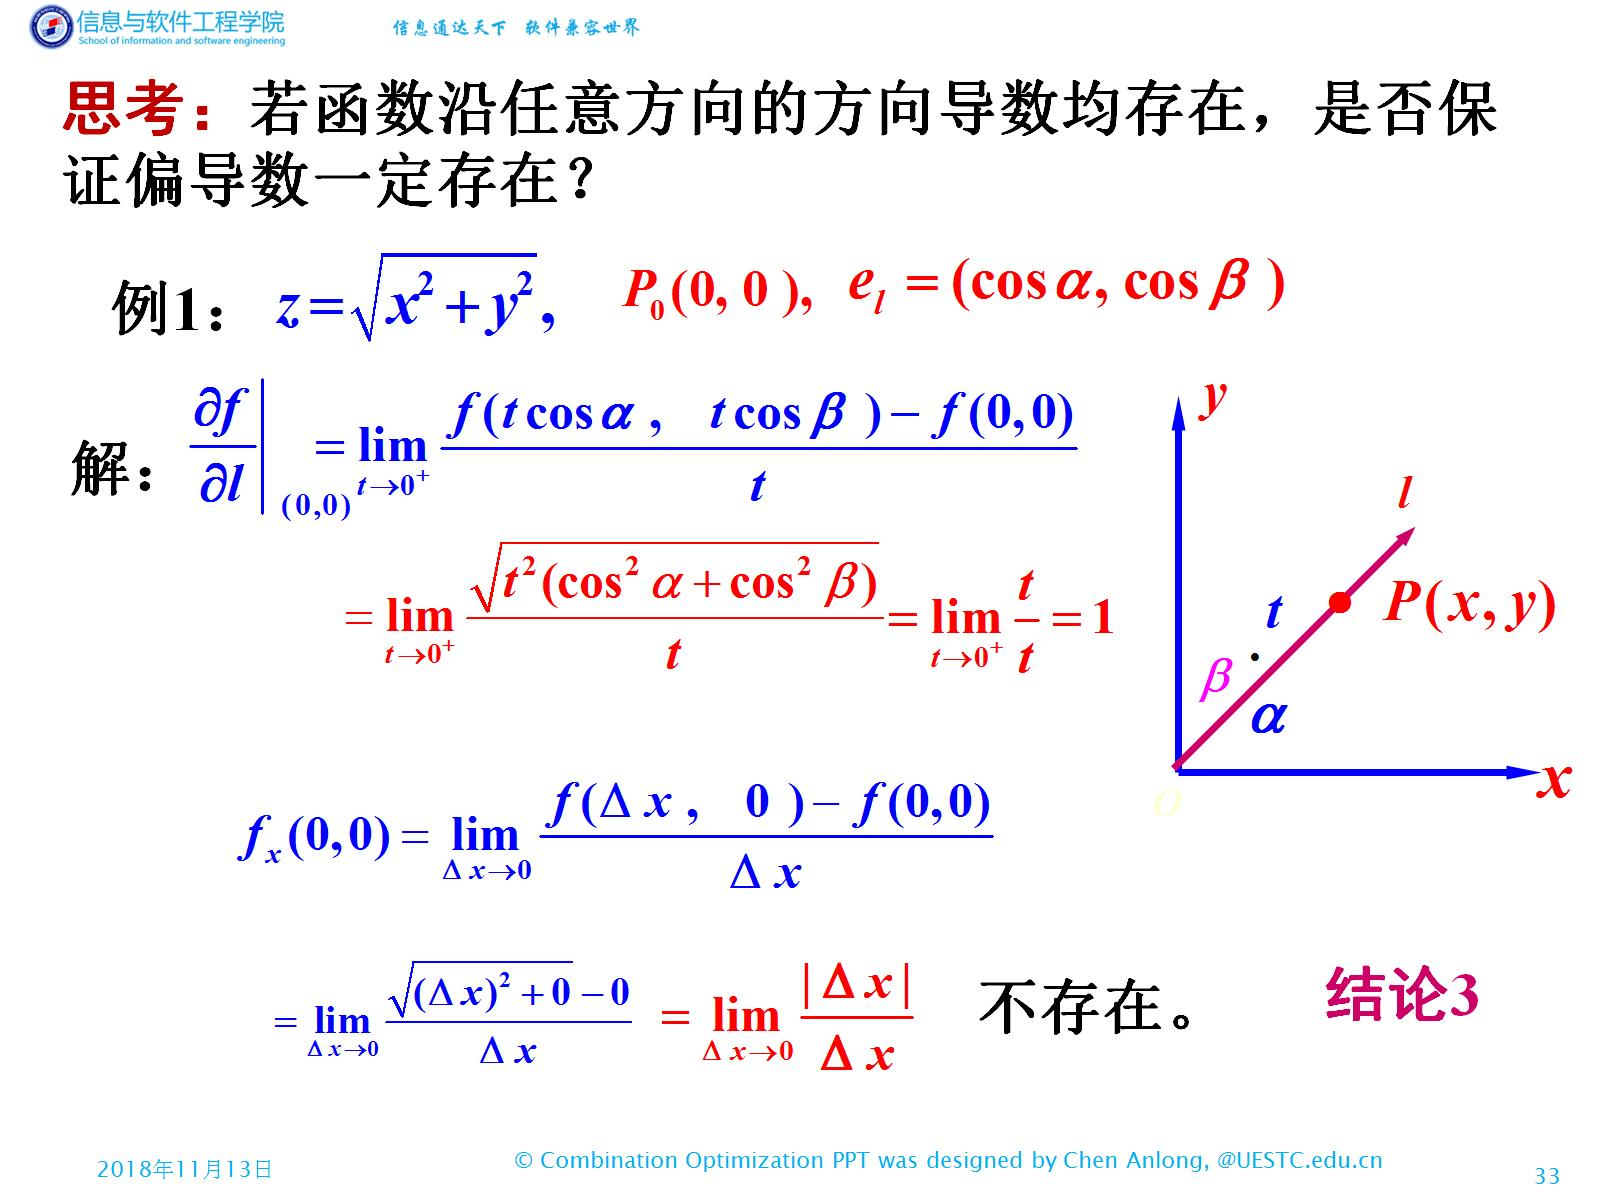 信息与软件工程学院
School of information and software engineering
信息通达天下 软件兼容世界
思考：若函数沿任意方向的方向导数均存在，是否保
证偏导数一定存在？
例1： z = √(x² + y²), P₀(0, 0 ), e_l = (cos α, cos β )
解： ∂f/∂l |(0,0) = lim_{t→0⁺} [f(t cos α , t cos β ) − f(0,0)] / t
= lim_{t→0⁺} √(t²(cos² α + cos² β)) / t = lim_{t→0⁺} t/t = 1
y
l
P(x, y)
t
β
α
x
O
f_x(0,0) = lim_{Δx→0} [f(Δx , 0 ) − f(0,0)] / Δx
= lim_{Δx→0} [√((Δx)² + 0) − 0] / Δx = lim_{Δx→0} |Δx| / Δx 不存在。 结论3
2018年11月13日
© Combination Optimization PPT was designed by Chen Anlong, @UESTC.edu.cn
33